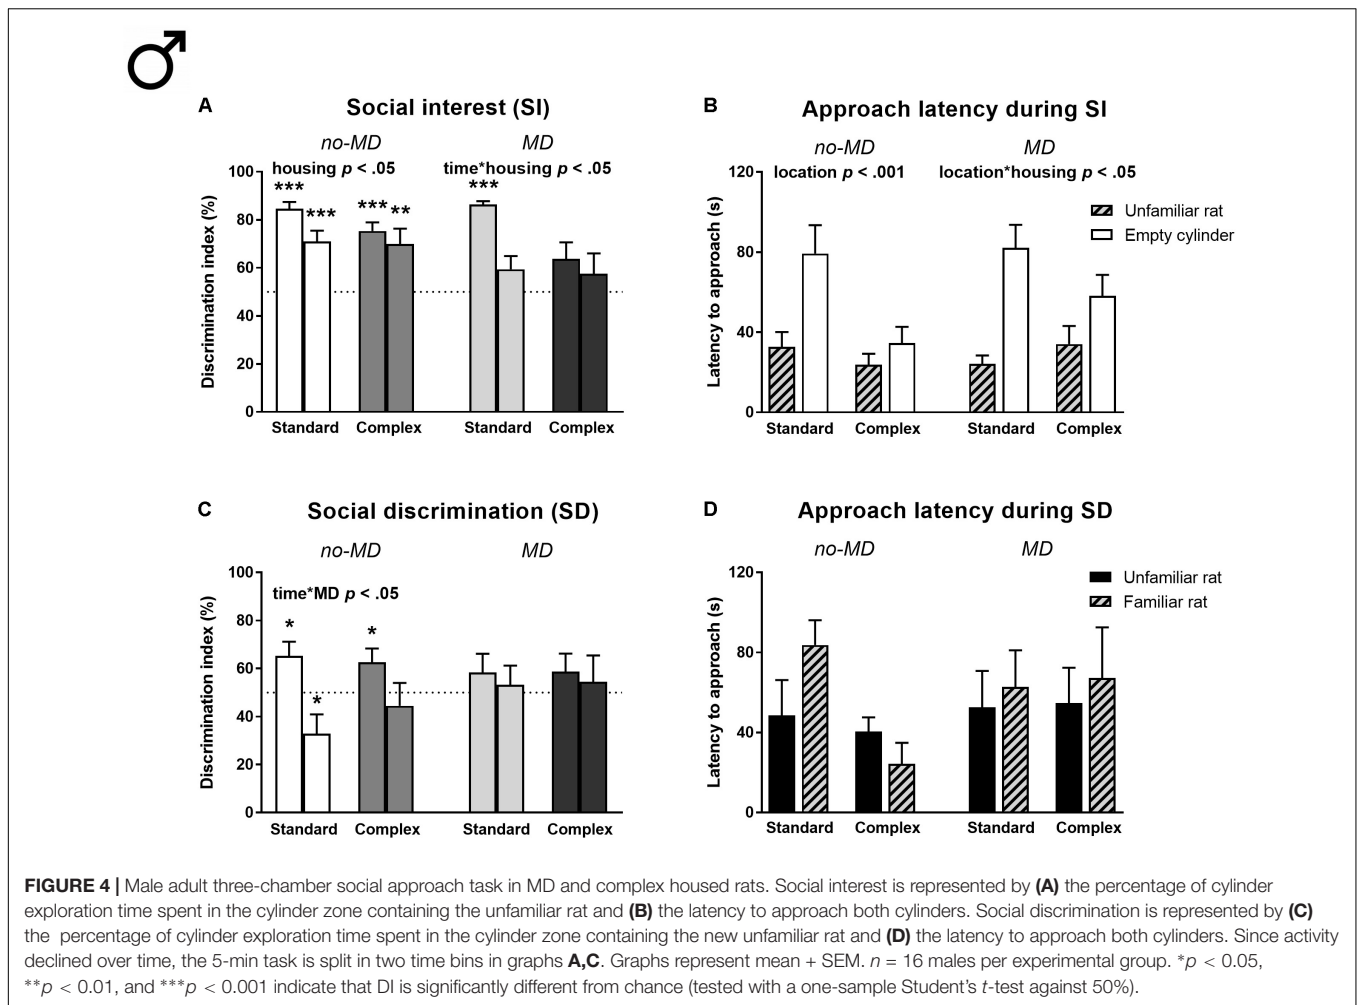 ♂
A Social interest (SI)
no-MD MD
housing p < .05 time*housing p < .05
Discrimination index (%)
100
80
60
40
20
0
*** *** *** ** ***
Standard Complex Standard Complex
B Approach latency during SI
no-MD MD
location p < .001 location*housing p < .05
Latency to approach (s)
120
80
40
0
Unfamiliar rat
Empty cylinder
Standard Complex Standard Complex
C Social discrimination (SD)
no-MD MD
time*MD p < .05
Discrimination index (%)
100
80
60
40
20
0
* * *
Standard Complex Standard Complex
D Approach latency during SD
no-MD MD
Latency to approach (s)
120
80
40
0
Unfamiliar rat
Familiar rat
Standard Complex Standard Complex
FIGURE 4 | Male adult three-chamber social approach task in MD and complex housed rats. Social interest is represented by (A) the percentage of cylinder
exploration time spent in the cylinder zone containing the unfamiliar rat and (B) the latency to approach both cylinders. Social discrimination is represented by (C)
the percentage of cylinder exploration time spent in the cylinder zone containing the new unfamiliar rat and (D) the latency to approach both cylinders. Since activity
declined over time, the 5-min task is split in two time bins in graphs A,C. Graphs represent mean + SEM. n = 16 males per experimental group. *p < 0.05,
**p < 0.01, and ***p < 0.001 indicate that DI is significantly different from chance (tested with a one-sample Student's t-test against 50%).